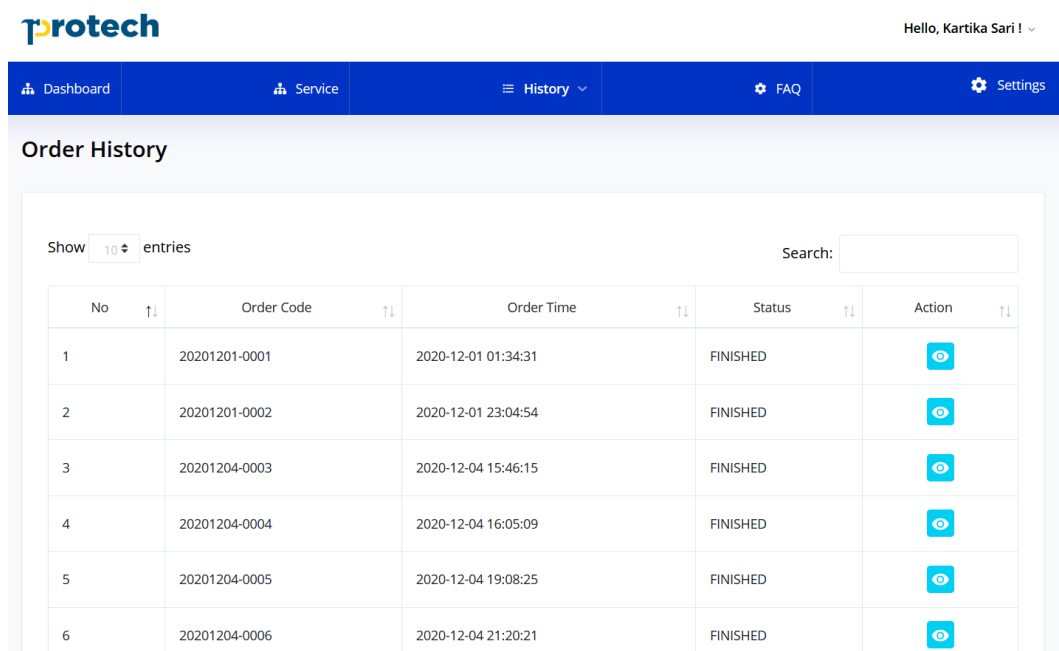 protech
Hello, Kartika Sari !
Dashboard Service History FAQ Settings
Order History
Show 10 entries
Search:
No Order Code Order Time Status Action
1 20201201-0001 2020-12-01 01:34:31 FINISHED
2 20201201-0002 2020-12-01 23:04:54 FINISHED
3 20201204-0003 2020-12-04 15:46:15 FINISHED
4 20201204-0004 2020-12-04 16:05:09 FINISHED
5 20201204-0005 2020-12-04 19:08:25 FINISHED
6 20201204-0006 2020-12-04 21:20:21 FINISHED